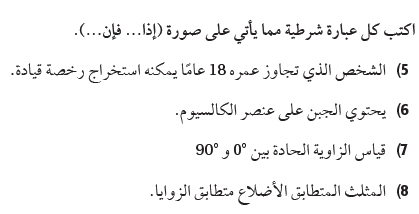 اكتب كل عبارة شرطية مما يأتي على صورة (إذا... فإن...).
5) الشخص الذي تجاوز عمره 18 عامًا يمكنه استخراج رخصة قيادة.
6) يحتوي الجبن على عنصر الكالسيوم.
7) قياس الزاوية الحادة بين 0° و 90°
8) المثلث المتطابق الأضلاع متطابق الزوايا.